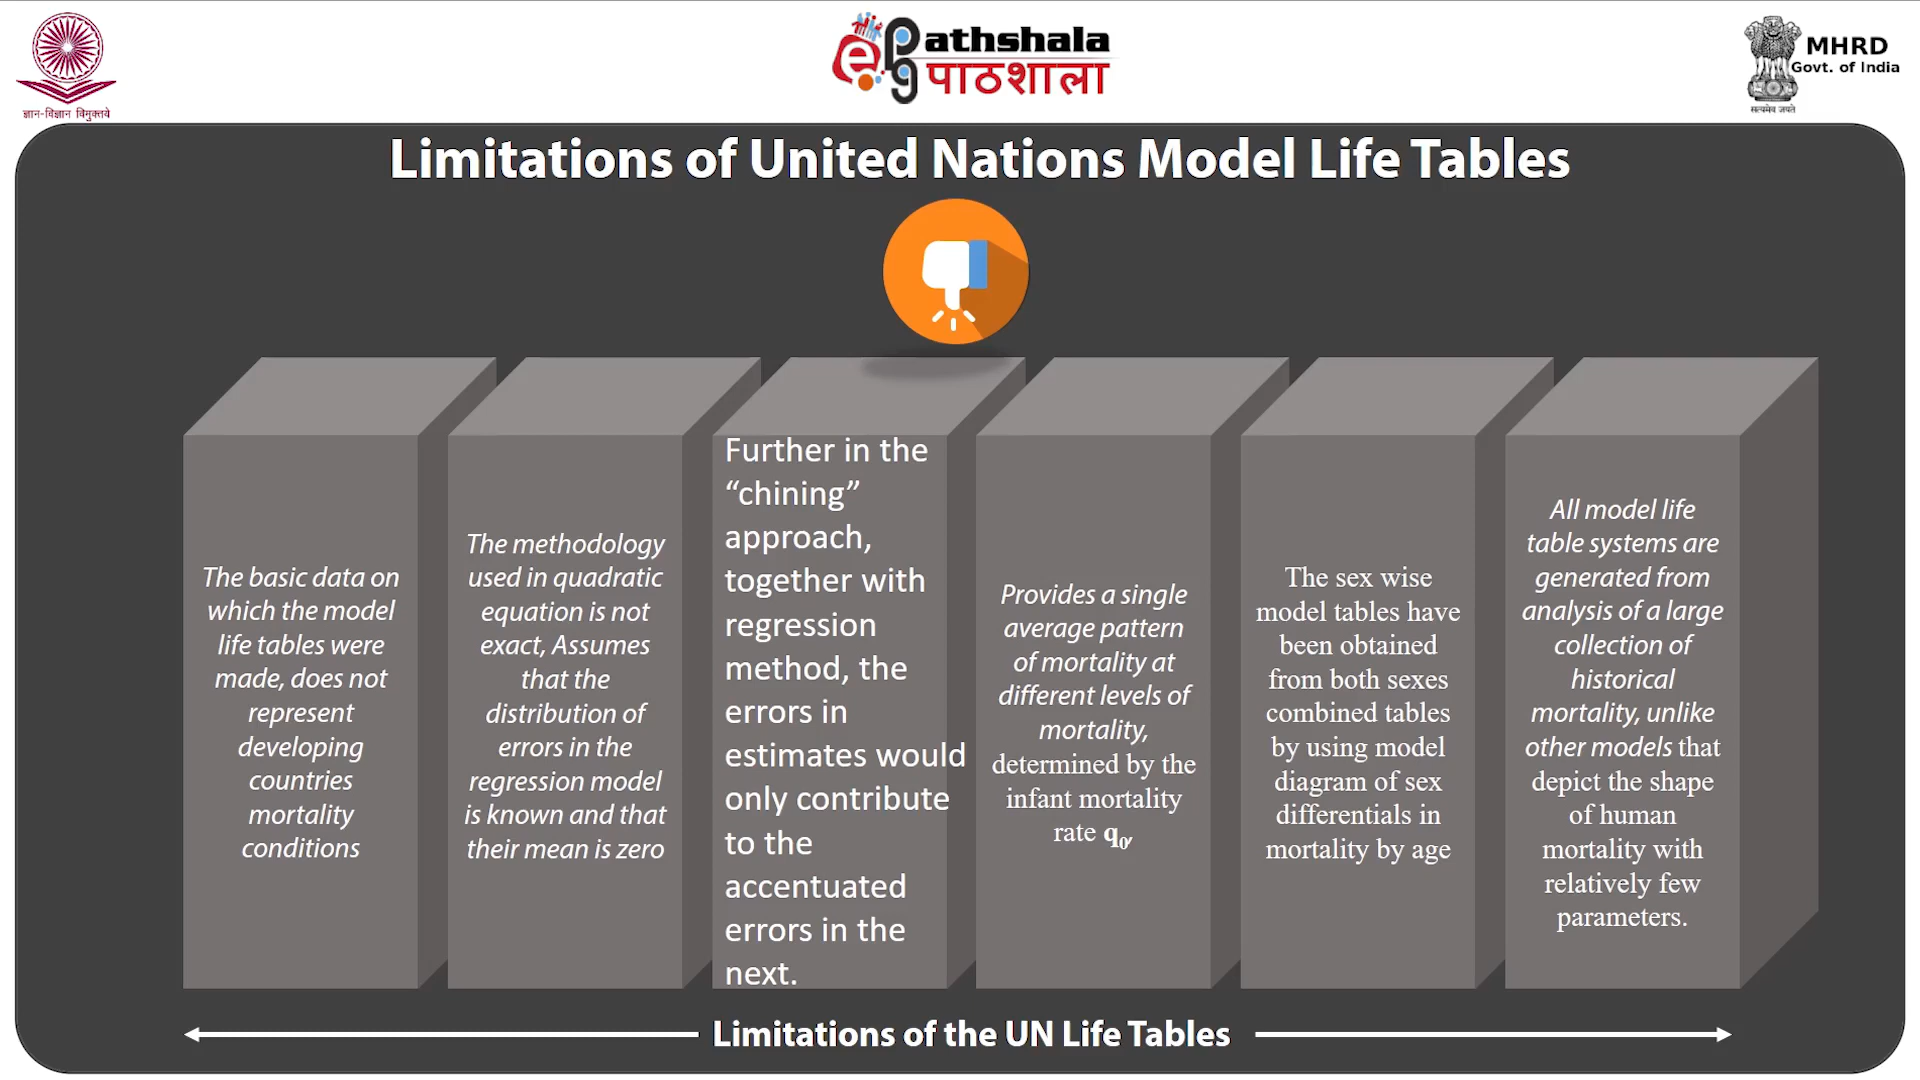 ज्ञान-विज्ञान विमुक्तये
e Pg athshala
पाठशाला
MHRD
Govt. of India
सत्यमेव जयते
Limitations of United Nations Model Life Tables
The basic data on
which the model
life tables were
made, does not
represent
developing
countries
mortality
conditions
The methodology
used in quadratic
equation is not
exact, Assumes
that the
distribution of
errors in the
regression model
is known and that
their mean is zero
Further in the
“chining”
approach,
together with
regression
method, the
errors in
estimates would
only contribute
to the
accentuated
errors in the
next.
Provides a single
average pattern
of mortality at
different levels of
mortality,
determined by the
infant mortality
rate q0,
The sex wise
model tables have
been obtained
from both sexes
combined tables
by using model
diagram of sex
differentials in
mortality by age
All model life
table systems are
generated from
analysis of a large
collection of
historical
mortality, unlike
other models that
depict the shape
of human
mortality with
relatively few
parameters.
Limitations of the UN Life Tables